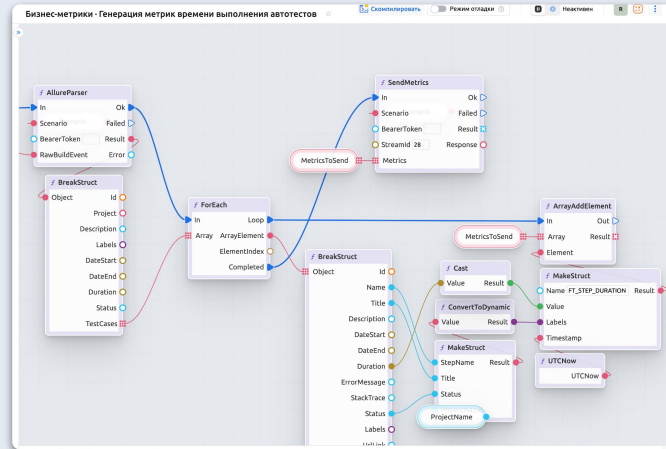 Бизнес-метрики - Генерация метрик времени выполнения автотестов
Скомпилировать
Режим отладки
Неактивен
R
»
f AllureParser
In Ok
Scenario Failed
BearerToken Result
RawBuildEvent Error
f BreakStruct
Object Id
Project
Description
Labels
DateStart
DateEnd
Duration
Status
TestCases
f ForEach
In Loop
Array ArrayElement
ElementIndex
Completed
f SendMetrics
In Ok
Scenario Failed
BearerToken Result
StreamId 28 Response
Metrics
MetricsToSend
f BreakStruct
Object Id
Name
Title
Description
DateStart
DateEnd
Duration
ErrorMessage
StackTrace
Status
Labels
UrlLink
f Cast
Value Result
f ConvertToDynamic
Value Result
f MakeStruct
StepName Result
Title
Status
ProjectName
MetricsToSend
f ArrayAddElement
In Out
Array Result
Element
f MakeStruct
Name FT_STEP_DURATION Result
Value
Labels
Timestamp
f UTCNow
UTCNow